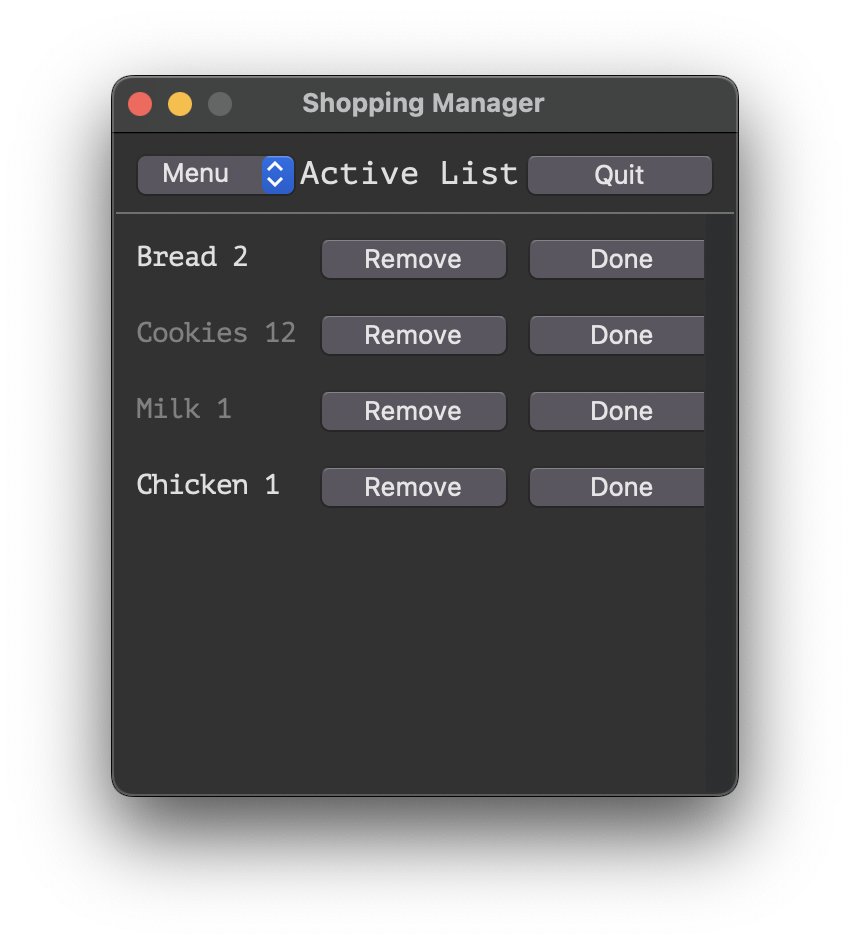 Shopping Manager
Menu Active List Quit
Bread 2 Remove Done
Cookies 12 Remove Done
Milk 1 Remove Done
Chicken 1 Remove Done